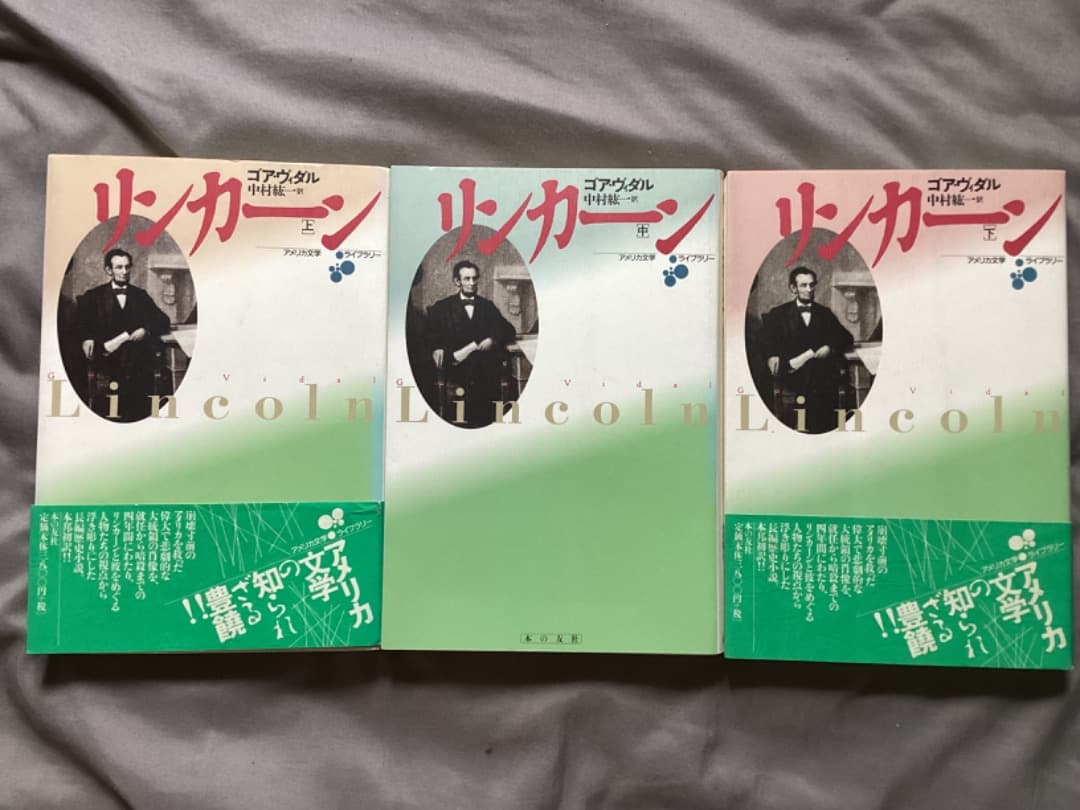 リンカーン
上
ゴア・ヴィダル
中村紘一訳
アメリカ文学
ライブラリー
G
Vidal
Lincoln
ライブラリー
アメリカ文学
アメリカ
の文学
知られ
ざる
豊饒
!!
崩壊寸前の
アメリカを救った
偉大で悲劇的な
大統領の肖像を、
就任から暗殺までの
四年間にわたり、
リンカーンと彼をめぐる
人物たちの視点から
浮き彫りにした
長編歴史小説、
本邦初訳!!
本の友社
リンカーン
中
ゴア・ヴィダル
中村紘一訳
アメリカ文学
ライブラリー
G
Vidal
Lincoln
本の友社
リンカーン
下
ゴア・ヴィダル
中村紘一訳
アメリカ文学
ライブラリー
G
Vidal
Lincoln
ライブラリー
アメリカ文学
アメリカ
の文学
知られ
ざる
豊饒
!!
崩壊寸前の
アメリカを救った
偉大で悲劇的な
大統領の肖像を、
就任から暗殺までの
四年間にわたり、
リンカーンと彼をめぐる
人物たちの視点から
浮き彫りにした
長編歴史小説、
本邦初訳!!
本の友社